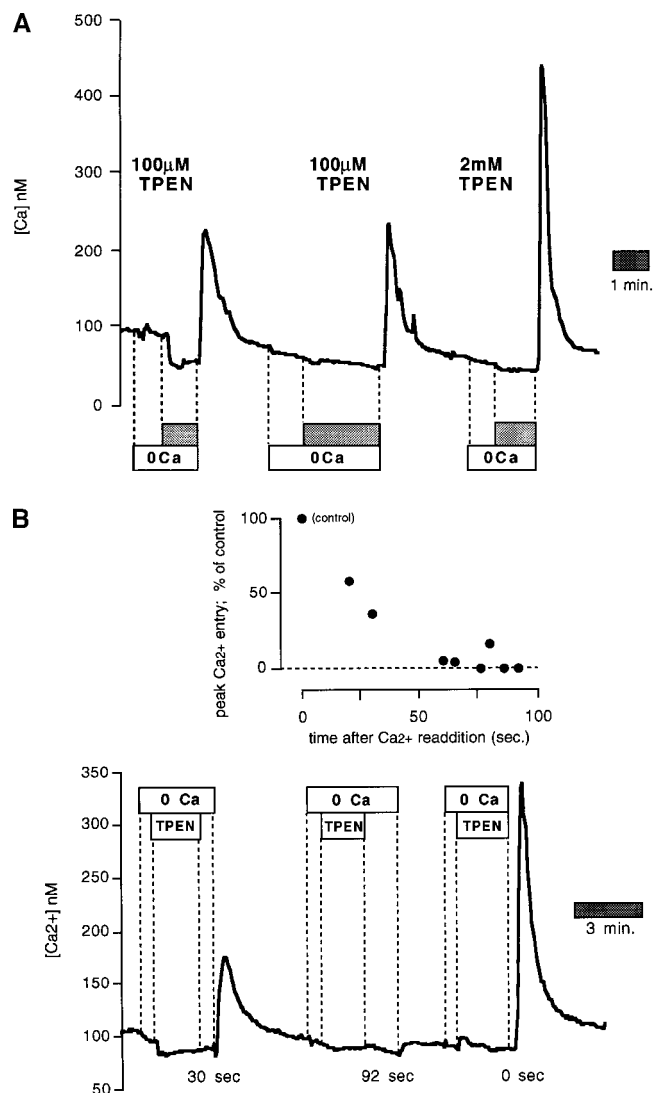 A
500
400
300
200
100
0
[Ca] nM
100µM
TPEN
100µM
TPEN
2mM
TPEN
1 min.
0Ca
0Ca
0Ca
B
100
50
0
peak Ca2+ entry; % of control
(control)
0
50
100
time after Ca2+ readdition (sec.)
350
300
250
200
150
100
50
[Ca2+] nM
0 Ca
TPEN
0 Ca
TPEN
0 Ca
TPEN
3 min.
30 sec
92 sec
0 sec